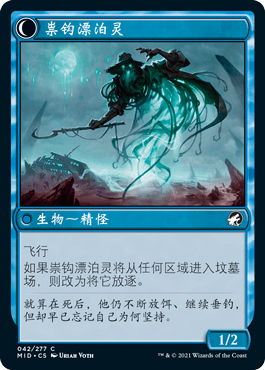 祟钩漂泊灵
生物~精怪
飞行
如果祟钩漂泊灵将从任何区域进入坟墓
场，则改为将它放逐。
就算在死后，他仍不断放饵、继续垂钓，
但却早已忘记自己为何坚持。
1/2
042/277 C
MID • CS URIAH VOTH
™ & © 2021 Wizards of the Coast